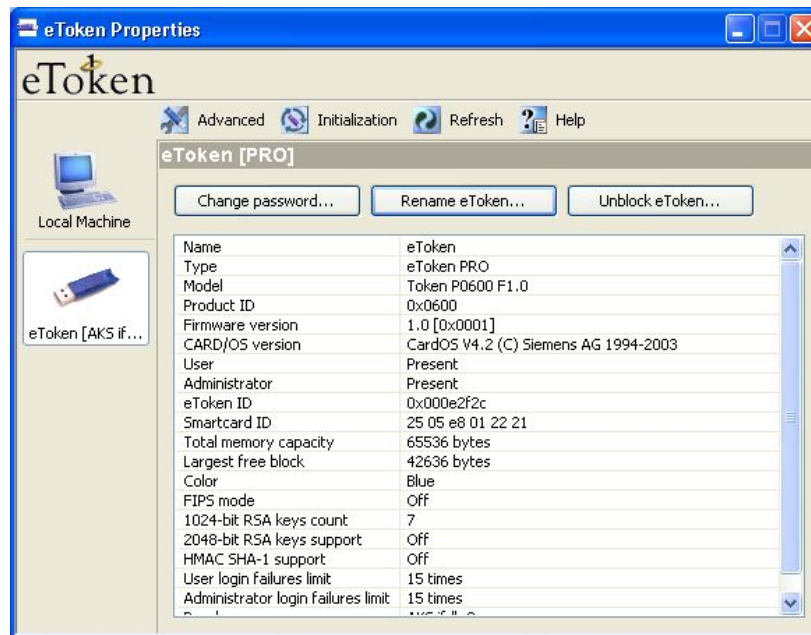 eToken Properties
eToken
Advanced Initialization Refresh Help
eToken [PRO]
Local Machine
eToken [AKS if...
Change password... Rename eToken... Unblock eToken...
Name eToken
Type eToken PRO
Model Token P0600 F1.0
Product ID 0x0600
Firmware version 1.0 [0x0001]
CARD/OS version CardOS V4.2 (C) Siemens AG 1994-2003
User Present
Administrator Present
eToken ID 0x000e2f2c
Smartcard ID 25 05 e8 01 22 21
Total memory capacity 65536 bytes
Largest free block 42636 bytes
Color Blue
FIPS mode Off
1024-bit RSA keys count 7
2048-bit RSA keys support Off
HMAC SHA-1 support Off
User login failures limit 15 times
Administrator login failures limit 15 times